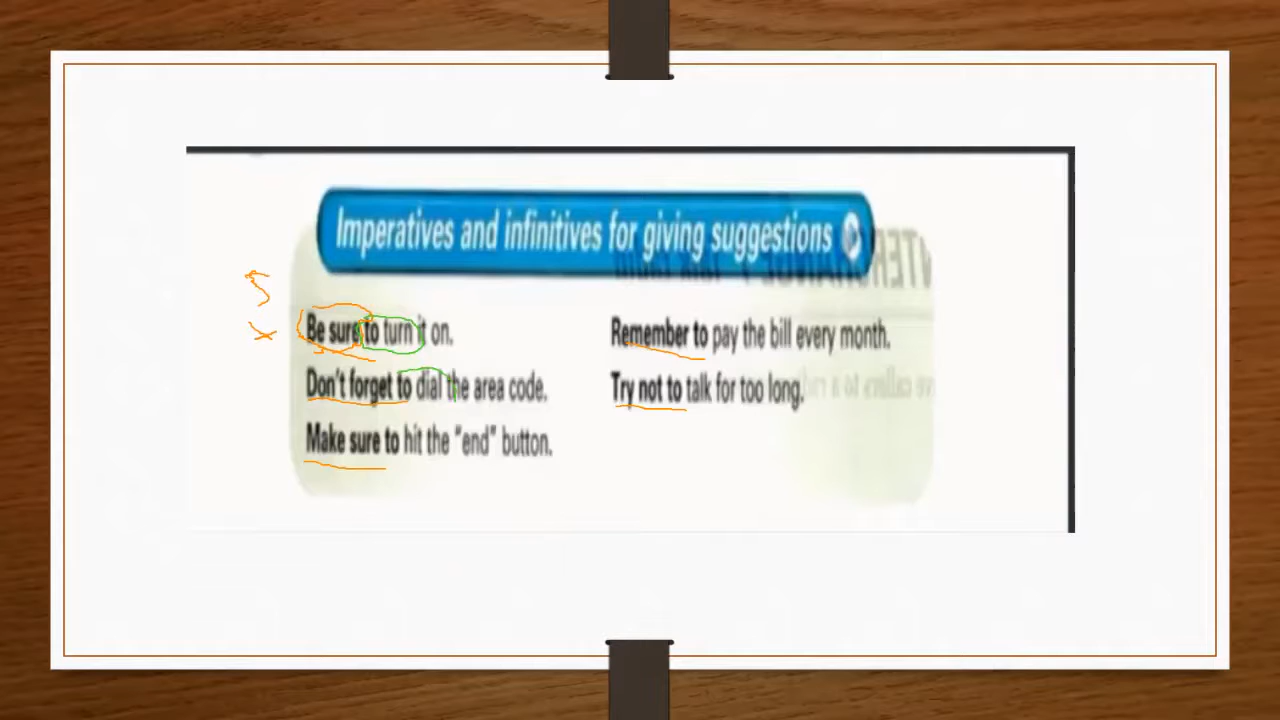 Imperatives and infinitives for giving suggestions
Be sure to turn it on.
Don't forget to dial the area code.
Make sure to hit the "end" button.
Remember to pay the bill every month.
Try not to talk for too long.